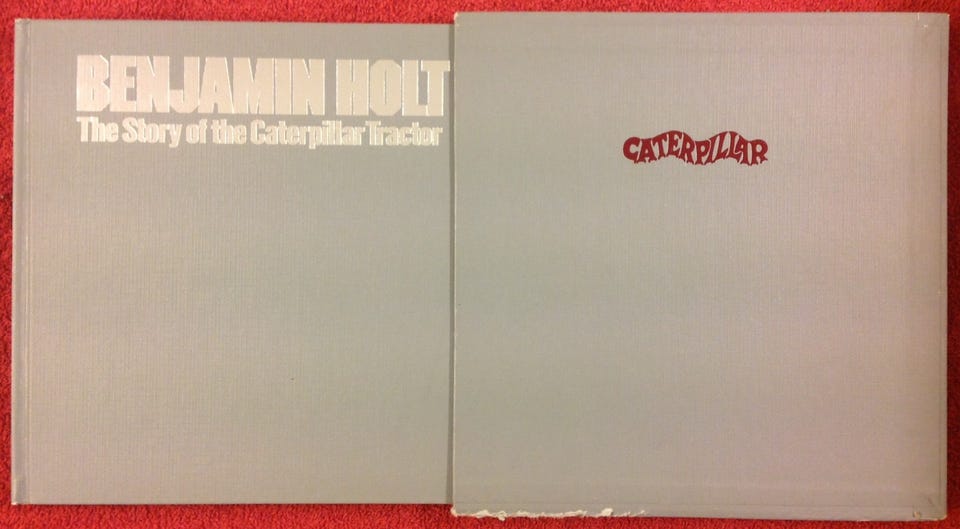 BENJAMIN HOLT
The Story of the Caterpillar Tractor
CATERPILLAR